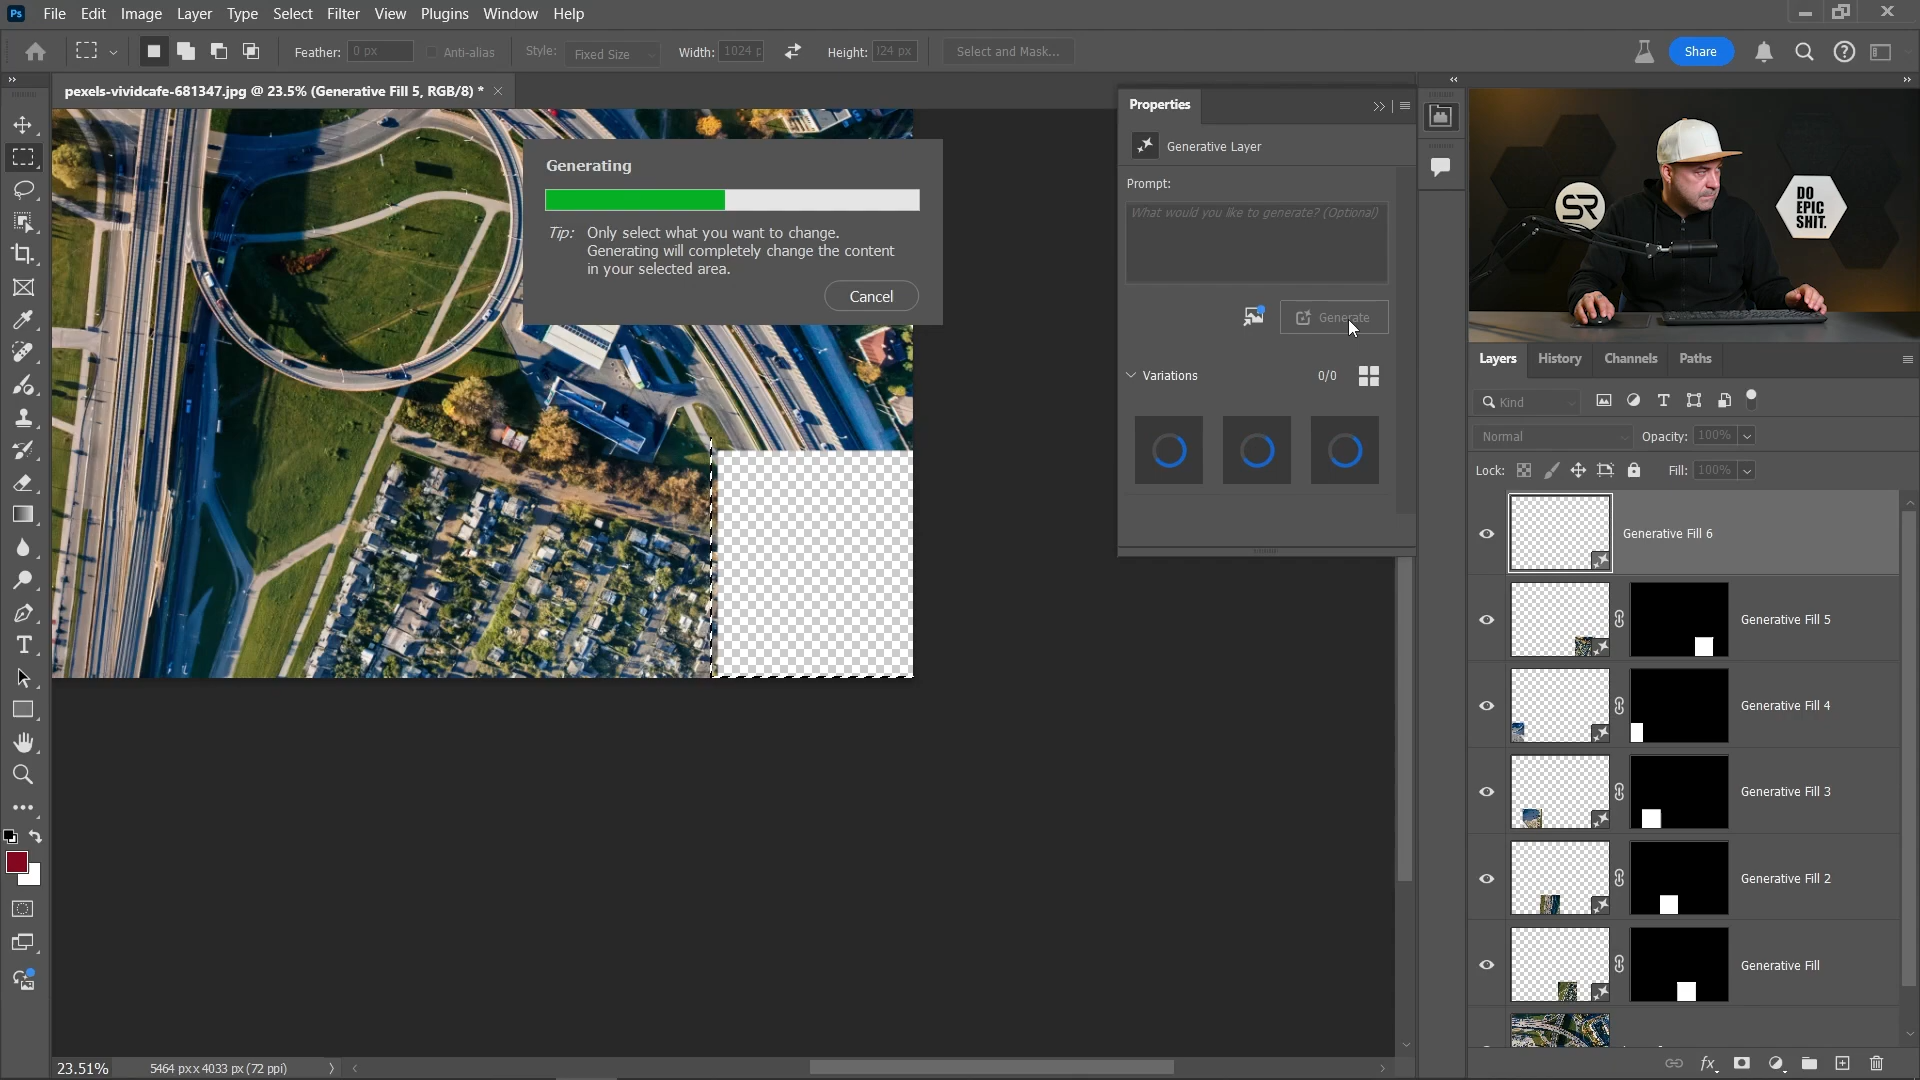 Ps File Edit Image Layer Type Select Filter View Plugins Window Help
Feather: 0 px Anti-alias Style: Fixed Size Width: 1024 p Height: 024 px Select and Mask... Share
pexels-vividcafe-681347.jpg @ 23.5% (Generative Fill 5, RGB/8) *
Generating
Tip: Only select what you want to change.
Generating will completely change the content
in your selected area.
Cancel
Properties
Generative Layer
Prompt:
What would you like to generate? (Optional)
Generate
Variations 0/0
SR
DO
EPIC
SHIT.
Layers History Channels Paths
Kind
Normal Opacity: 100%
Lock: Fill: 100%
Generative Fill 6
Generative Fill 5
Generative Fill 4
Generative Fill 3
Generative Fill 2
Generative Fill
fx
23.51% 5464 px x 4033 px (72 ppi)